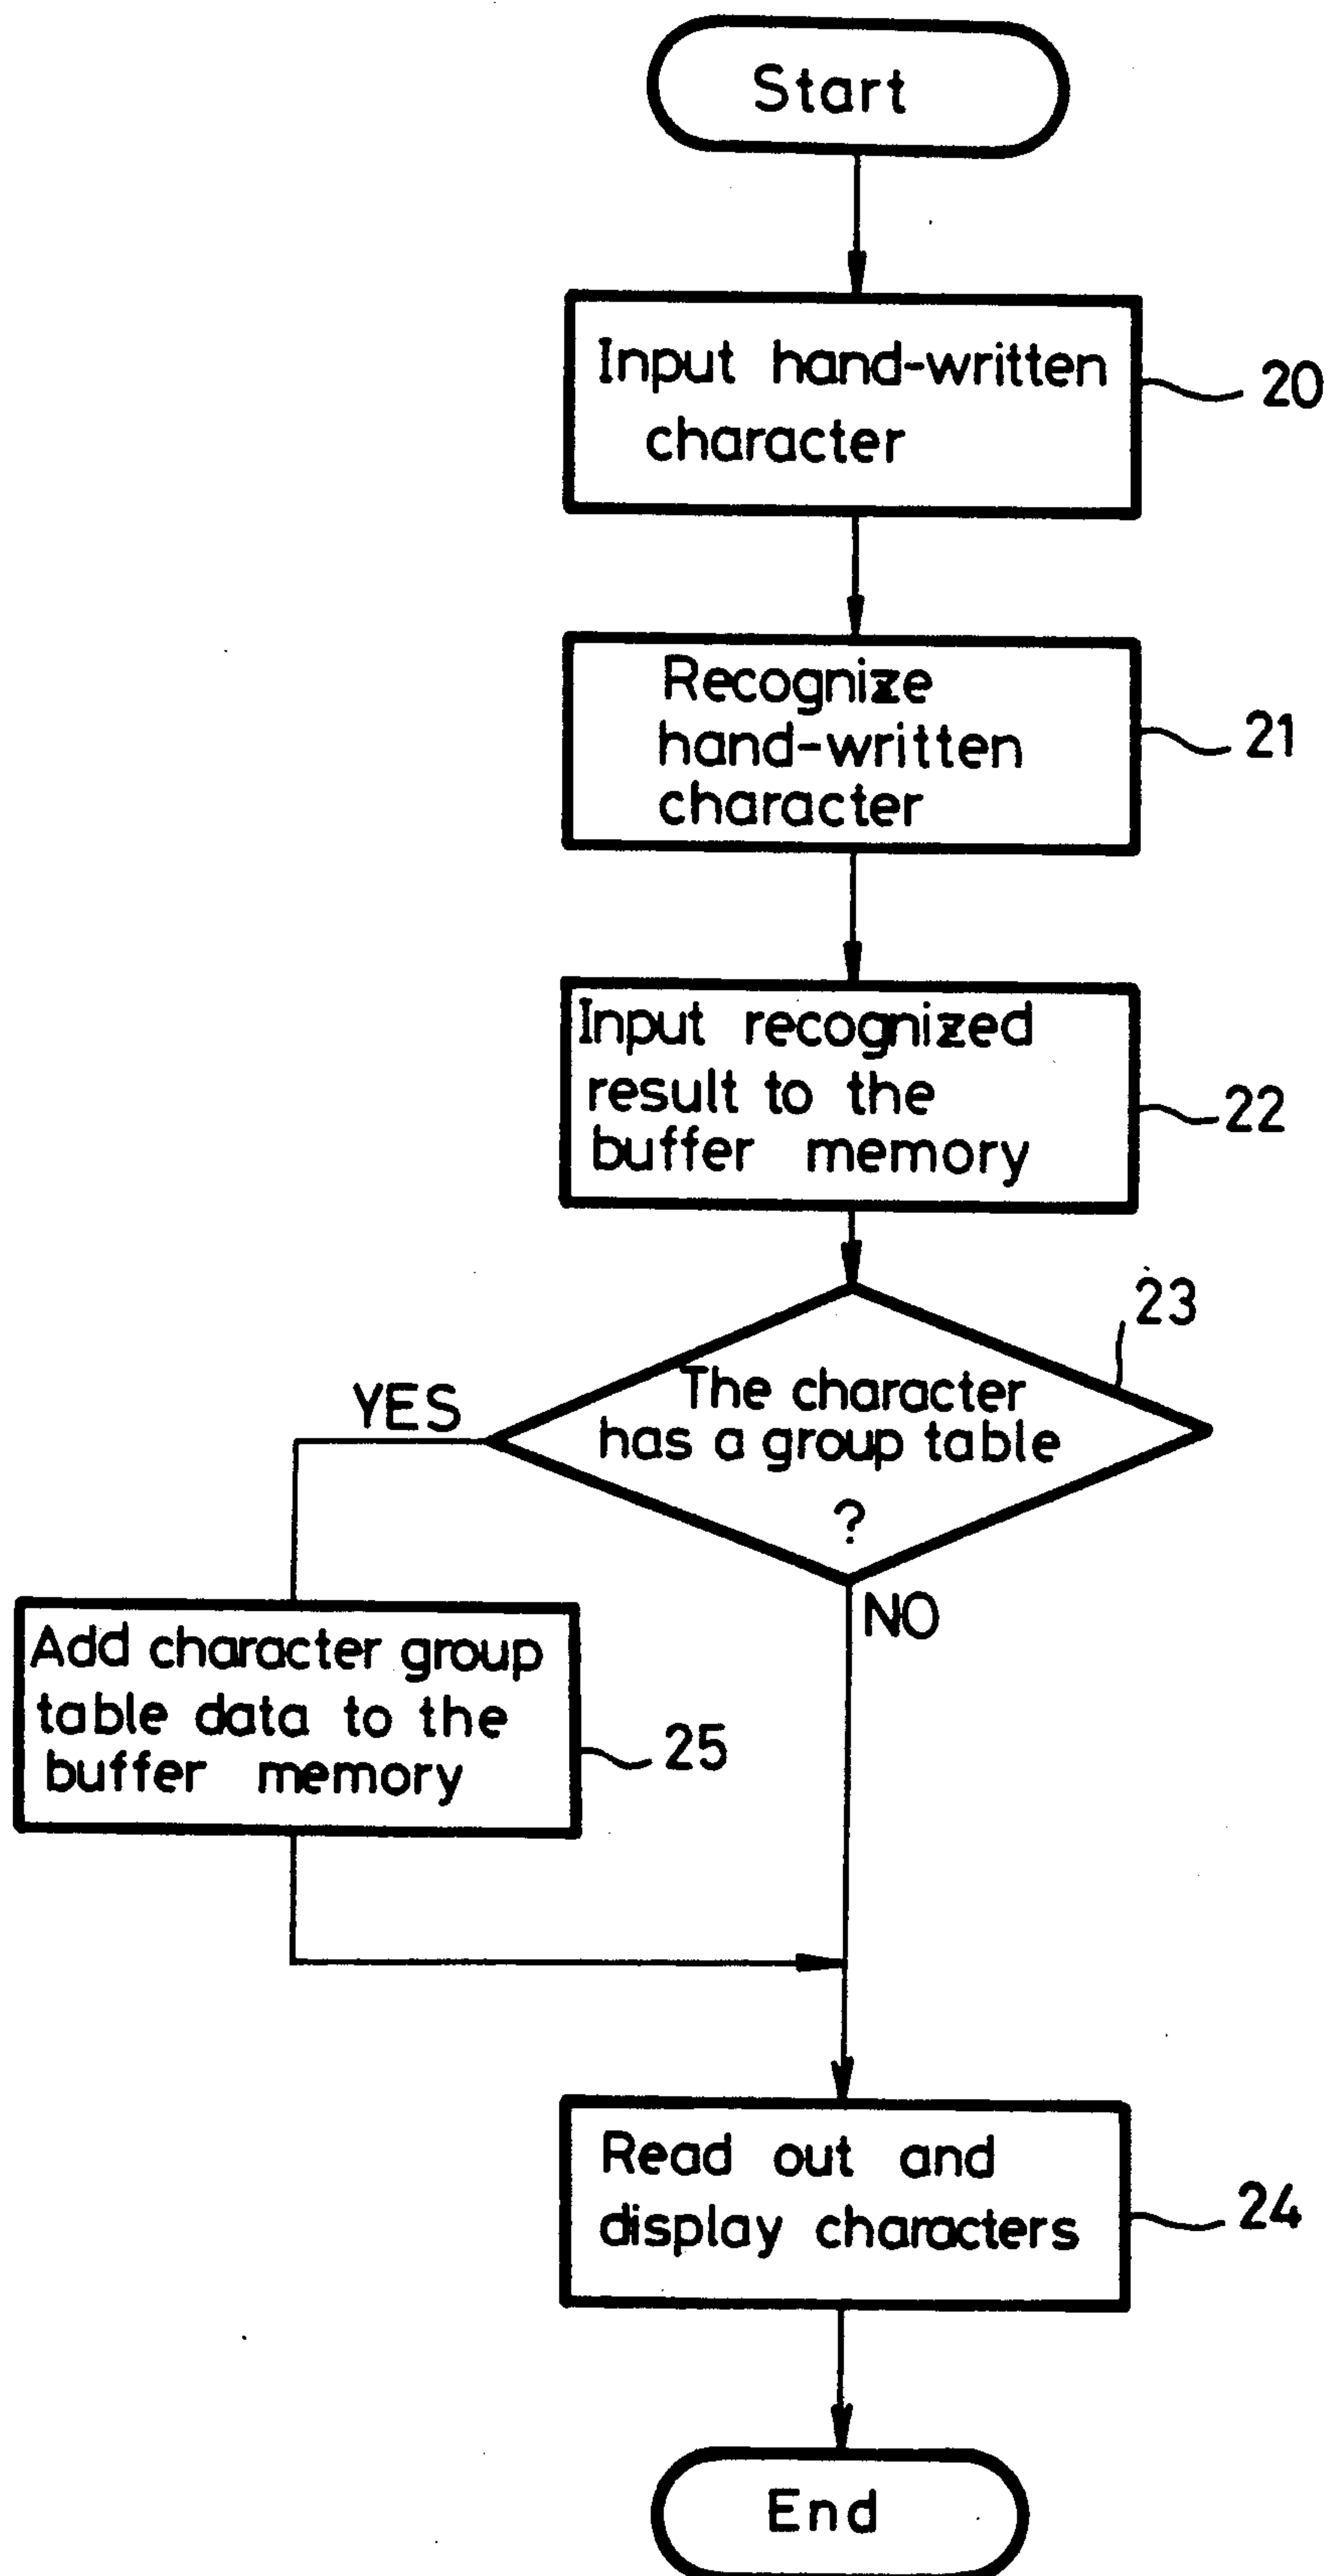 Start
Input hand-written
character
20
Recognize
hand-written
character
21
Input recognized
result to the
buffer memory
22
23
The character
has a group table
?
YES
NO
Add character group
table data to the
buffer memory
25
Read out and
display characters
24
End